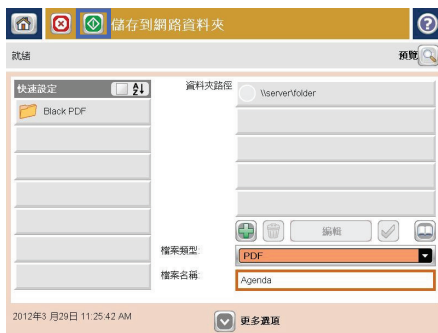 儲存到網路資料夾
就緒
預覽
快速設定
Black PDF
資料夾路徑
\\server\folder
編輯
檔案類型
PDF
檔案名稱
Agenda
2012年3 月29日 11:25:42 AM
更多選項